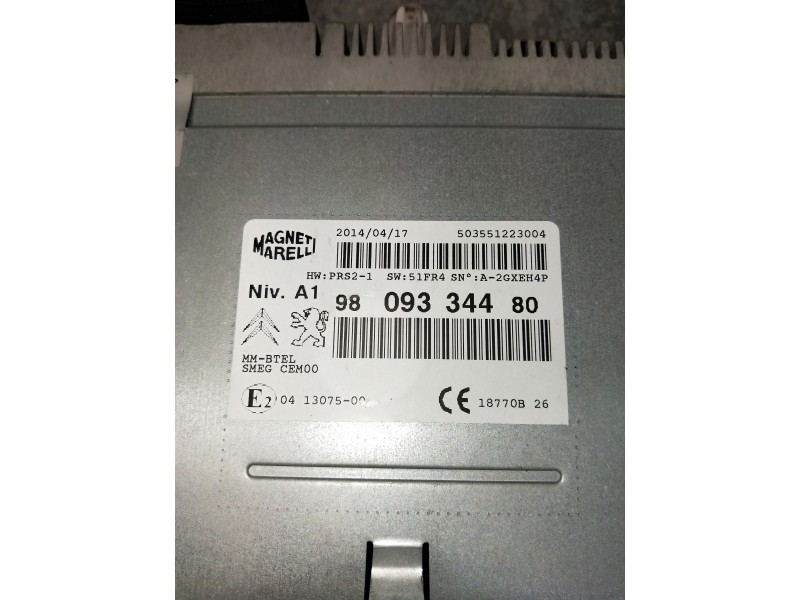 MAGNETI
MARELLI
2014/04/17 503551223004
HW:PRS2-1 SW:51FR4 SN°:A-2GXEH4P
Niv. A1 98 093 344 80
MM-BTEL
SMEG CEM00
E2 04 13075-00 CE 18770B 26